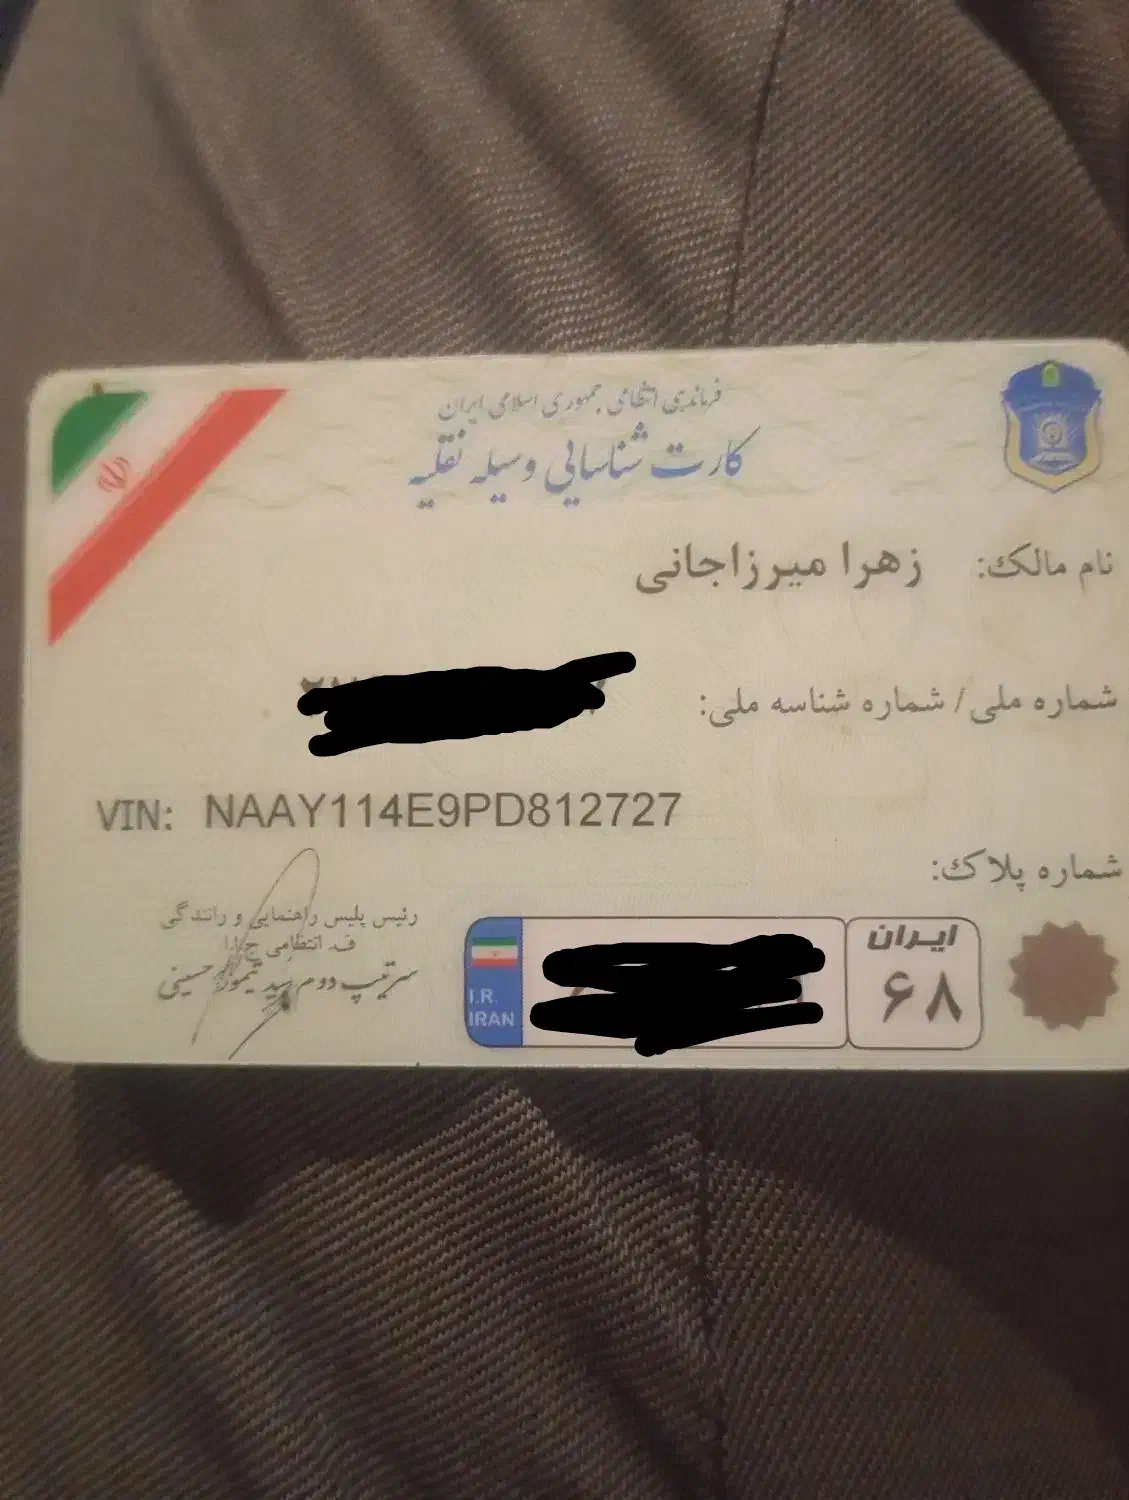 فرماندهی انتظامی جمهوری اسلامی ایران
کارت شناسایی وسیله نقلیه
نام مالک: زهرا میرزاجانی
شماره ملی / شماره شناسه ملی:
VIN: NAAY114E9PD812727
شماره پلاک:
ایران
۶۸
I.R.
IRAN
رئیس پلیس راهنمایی و رانندگی
انتظامی
سرتیپ دوم سید تیمور حسینی